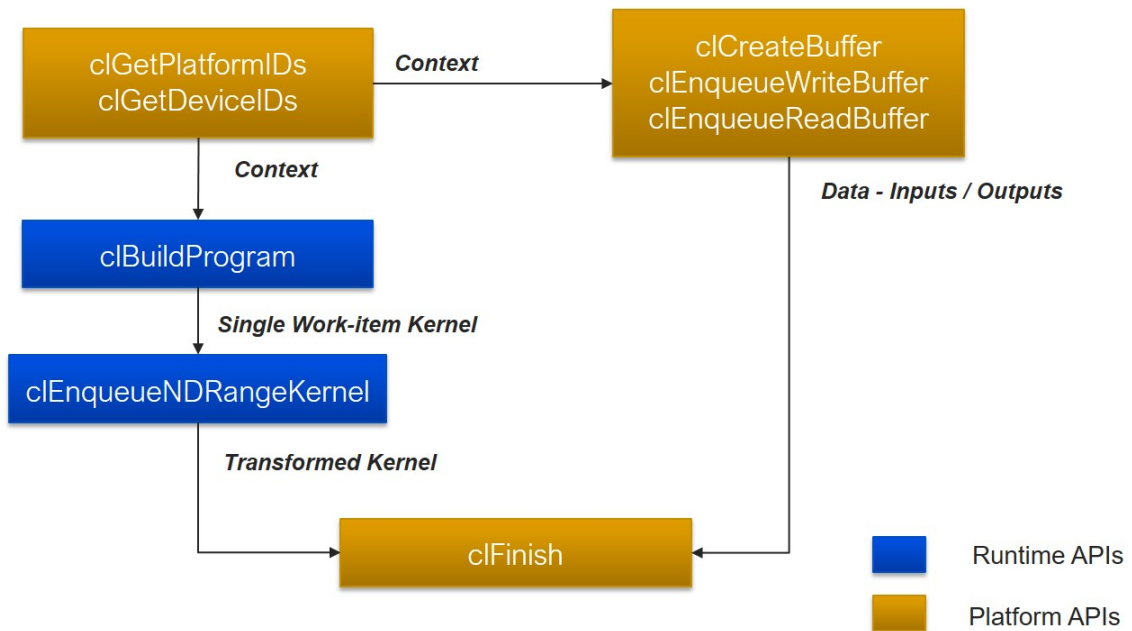 clGetPlatformIDs
clGetDeviceIDs
Context
clCreateBuffer
clEnqueueWriteBuffer
clEnqueueReadBuffer
Context
Data - Inputs / Outputs
clBuildProgram
Single Work-item Kernel
clEnqueueNDRangeKernel
Transformed Kernel
clFinish
Runtime APIs
Platform APIs